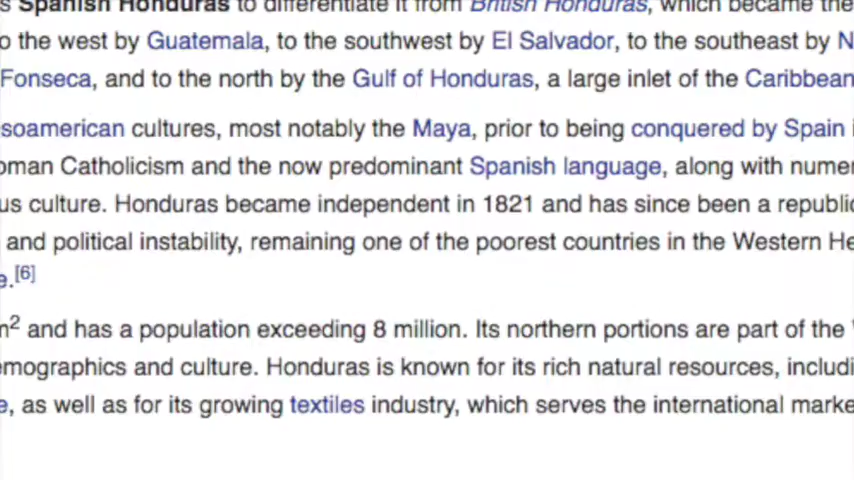 Spanish Honduras to differentiate it from British Honduras, which became the
to the west by Guatemala, to the southwest by El Salvador, to the southeast by
Fonseca, and to the north by the Gulf of Honduras, a large inlet of the Caribbean
soamerican cultures, most notably the Maya, prior to being conquered by Spain
oman Catholicism and the now predominant Spanish language, along with numer
us culture. Honduras became independent in 1821 and has since been a republic
and political instability, remaining one of the poorest countries in the Western He
e.[6]
m² and has a population exceeding 8 million. Its northern portions are part of the
emographics and culture. Honduras is known for its rich natural resources, includi
e, as well as for its growing textiles industry, which serves the international marke